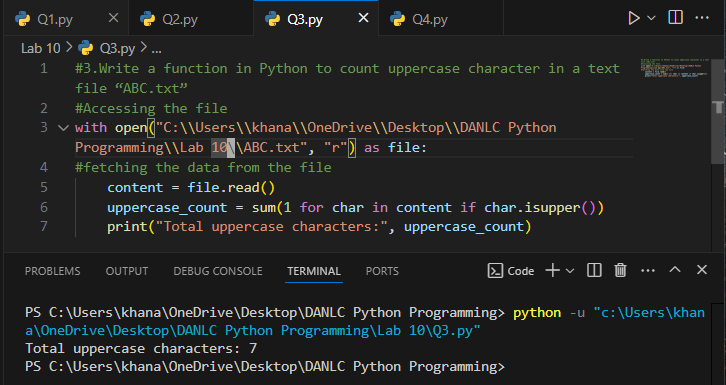 Q1.py Q2.py Q3.py Q4.py
Lab 10 > Q3.py > ...
1 #3.Write a function in Python to count uppercase character in a text
file “ABC.txt”
2 #Accessing the file
3 with open("C:\\Users\\khana\\OneDrive\\Desktop\\DANLC Python
Programming\\Lab 10\\ABC.txt", "r") as file:
4 #fetching the data from the file
5 content = file.read()
6 uppercase_count = sum(1 for char in content if char.isupper())
7 print("Total uppercase characters:", uppercase_count)
PROBLEMS OUTPUT DEBUG CONSOLE TERMINAL PORTS Code
PS C:\Users\khana\OneDrive\Desktop\DANLC Python Programming> python -u "c:\Users\khan
a\OneDrive\Desktop\DANLC Python Programming\Lab 10\Q3.py"
Total uppercase characters: 7
PS C:\Users\khana\OneDrive\Desktop\DANLC Python Programming>